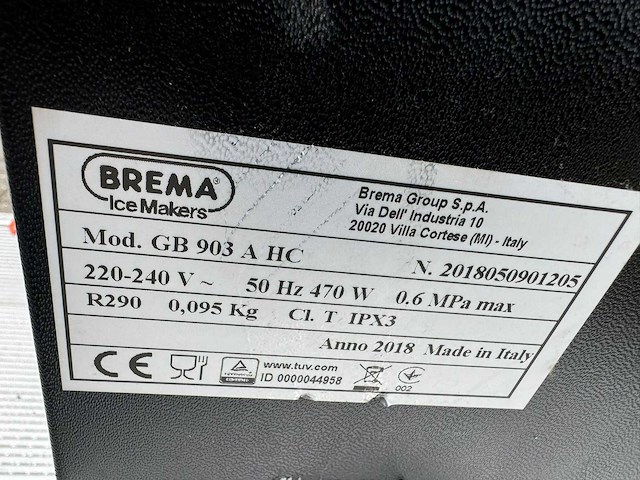 BREMA®
Ice Makers
Brema Group S.p.A.
Via Dell' Industria 10
20020 Villa Cortese (MI) - Italy
Mod. GB 903 A HC N. 2018050901205
220-240 V ~ 50 Hz 470 W 0.6 MPa max
R290 0,095 Kg Cl. T IPX3
Anno 2018 Made in Italy
CE
www.tuv.com
ID 0000044958
002